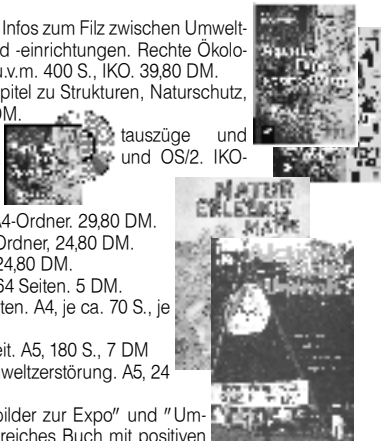 Infos zum Filz zwischen Umwelt-
d -einrichtungen. Rechte Ökolo-
u.v.m. 400 S., IKO. 39,80 DM.
pitel zu Strukturen, Naturschutz,
DM.
tauszüge und
und OS/2. IKO-
A4-Ordner. 29,80 DM.
Ordner, 24,80 DM.
24,80 DM.
64 Seiten. 5 DM.
ten. A4, je ca. 70 S., je
eit. A5, 180 S., 7 DM
weltzerstörung. A5, 24
bilder zur Expo" und "Um-
reiches Buch mit positiven
NATUR
ERLEBNIS